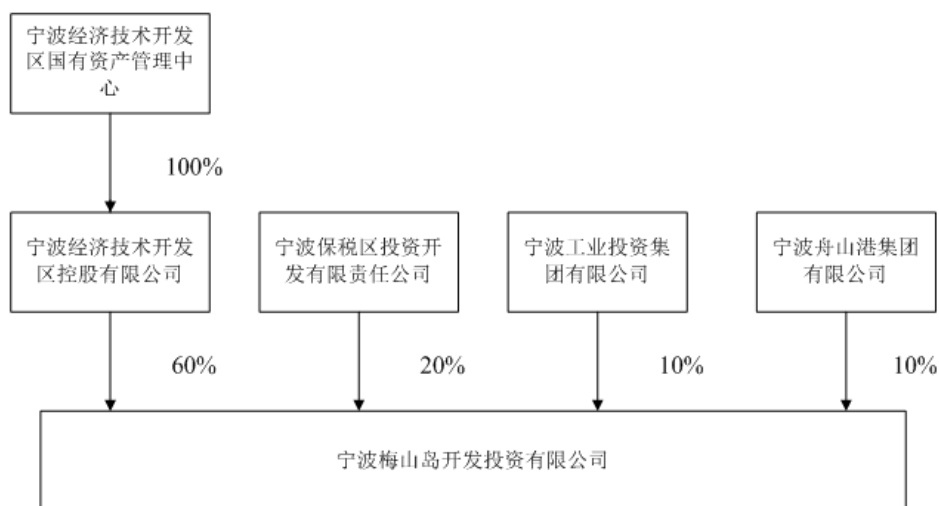 宁波经济技术开发
区国有资产管理中
心
100%
宁波经济技术开发
区控股有限公司
宁波保税区投资开
发有限责任公司
宁波工业投资集
团有限公司
宁波舟山港集团
有限公司
60%
20%
10%
10%
宁波梅山岛开发投资有限公司